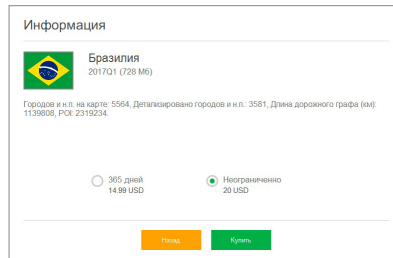 Информация
Бразилия
2017Q1 (728 Мб)
Городов и н.п. на карте: 5564, Детализировано городов и н.п.: 3581, Длина дорожного графа (км):
1139808, POI: 2319234.
365 дней
14.99 USD
Неограниченно
20 USD
Назад
Купить